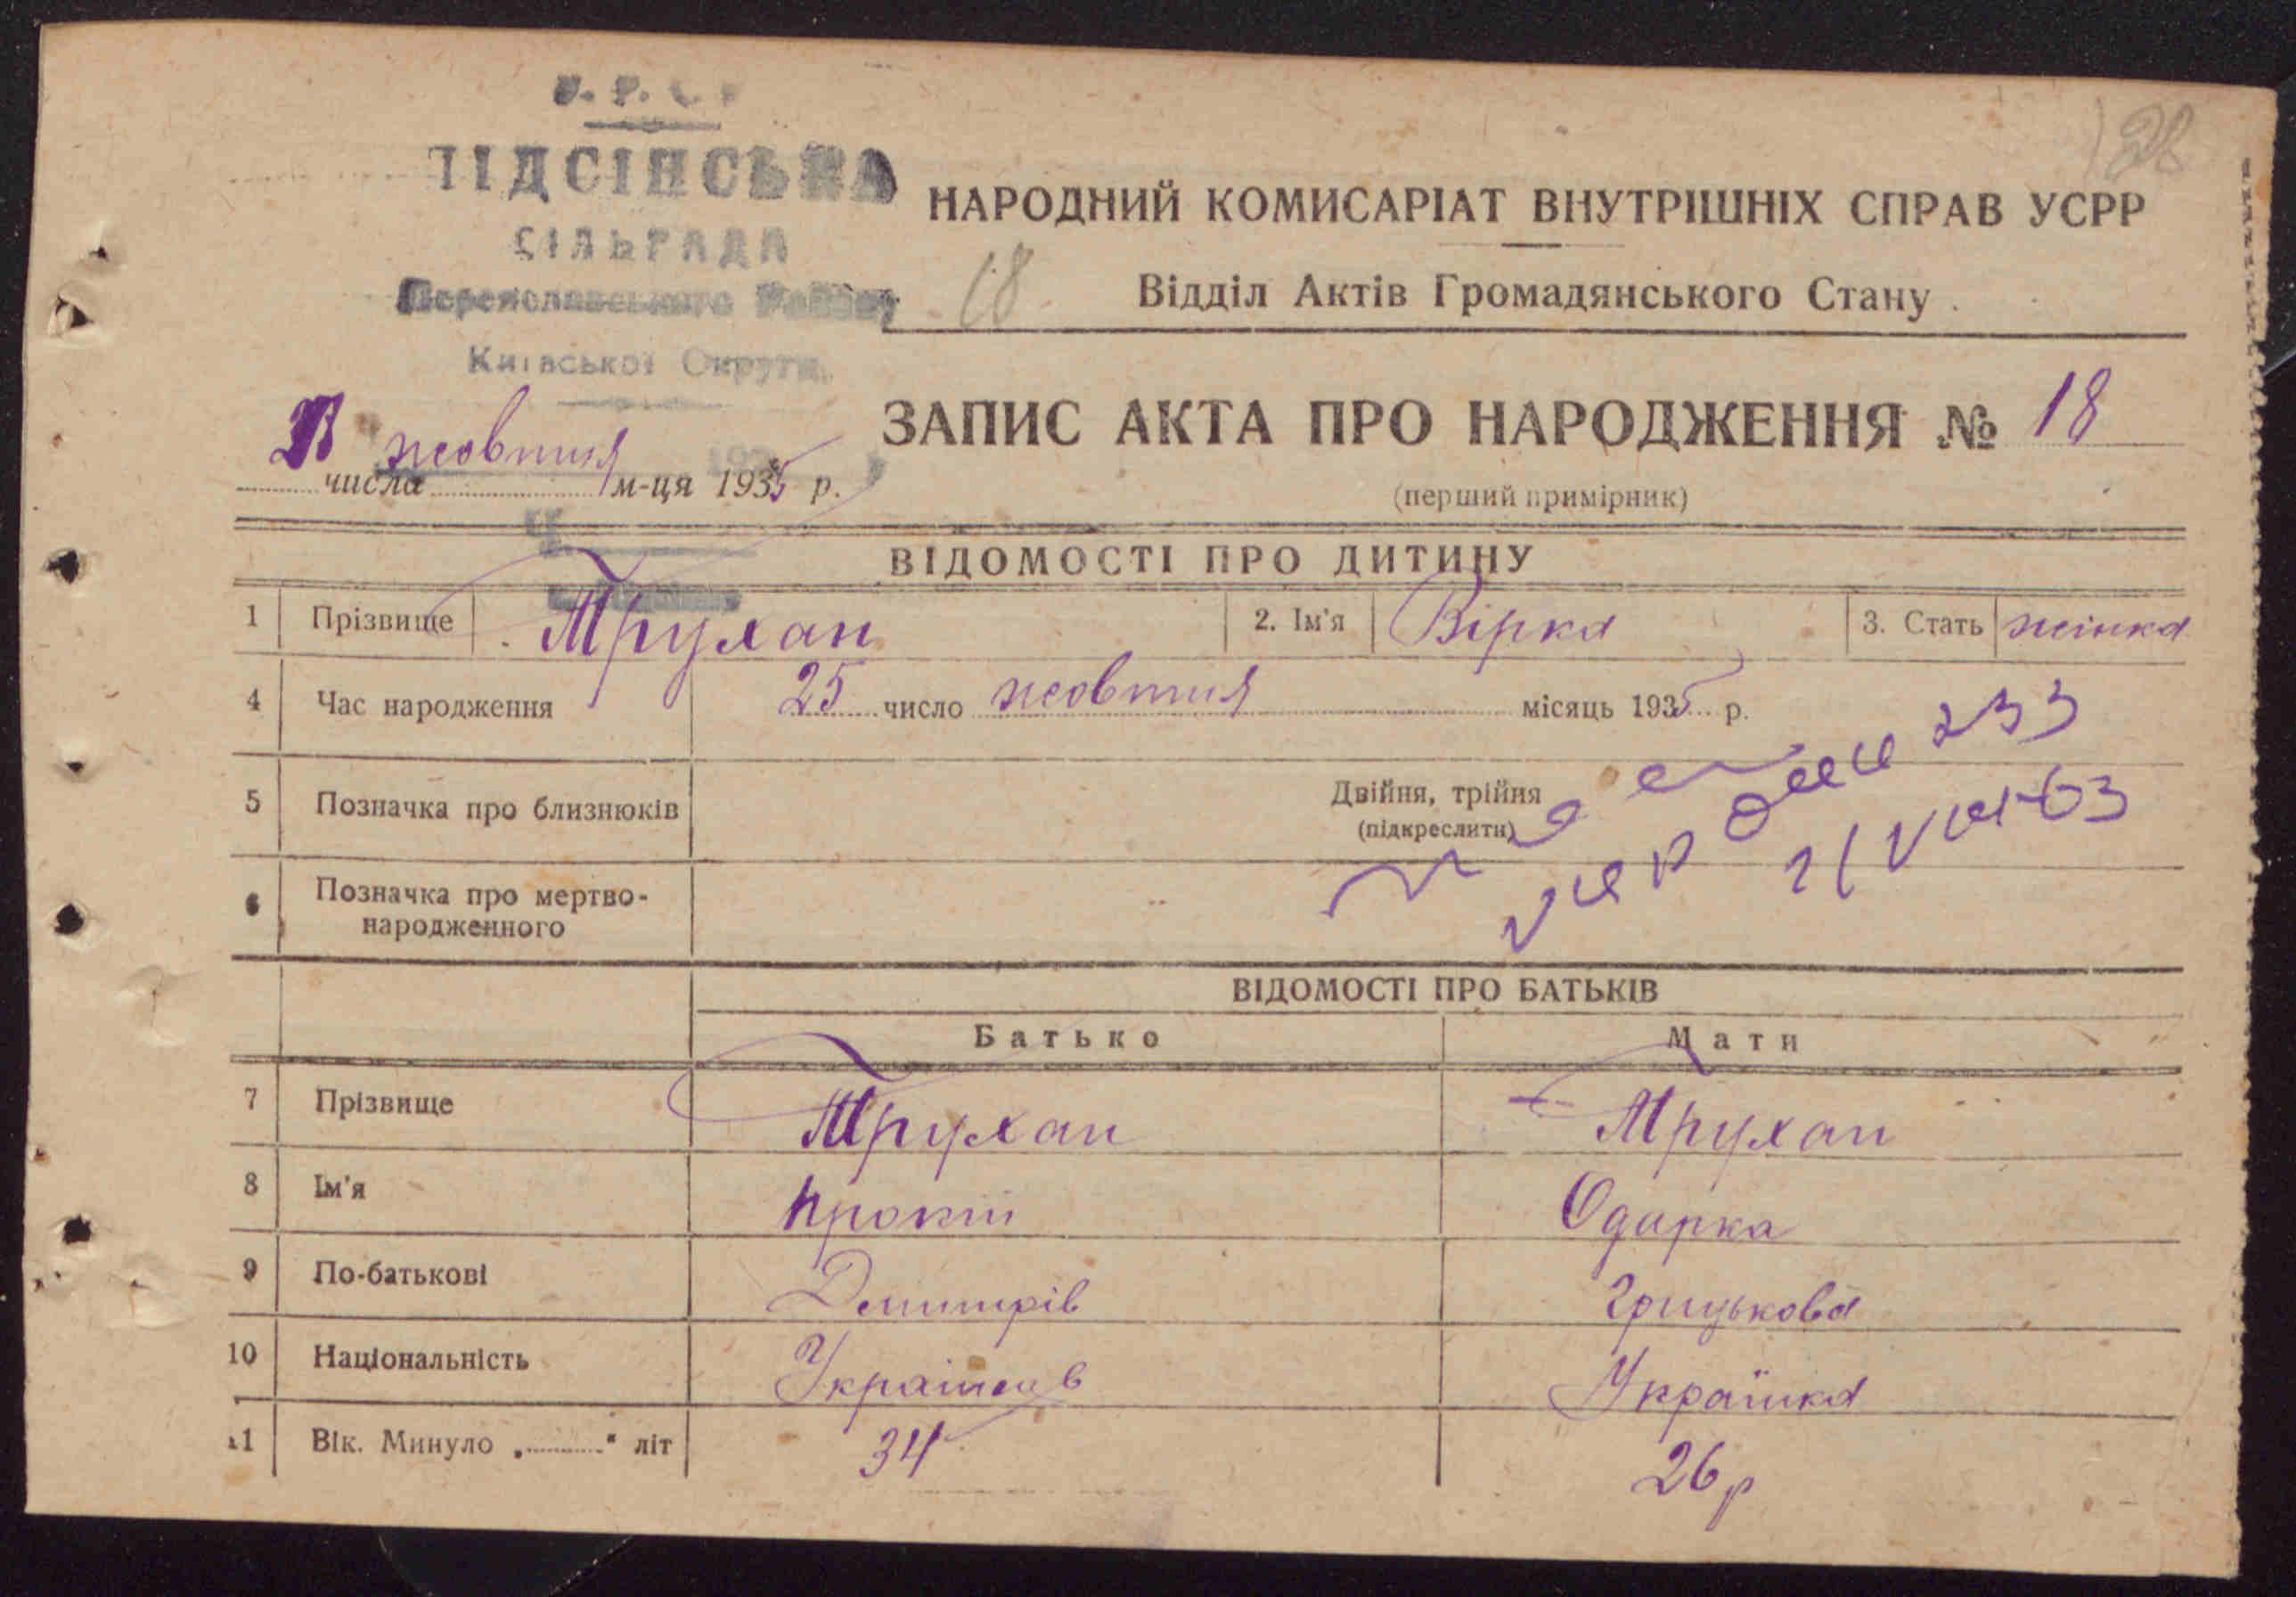 ПІДСІНСЬКА
СІЛЬРАДА
Переяславського Району
Київської Округи
НАРОДНИЙ КОМИСАРІАТ ВНУТРІШНІХ СПРАВ УСРР
18 Відділ Актів Громадянського Стану
ЗАПИС АКТА ПРО НАРОДЖЕННЯ № 18
числа жовтня м-ця 1935 р.
(перший примірник)
ВІДОМОСТІ ПРО ДИТИНУ
1 Прізвище Трухан 2. Ім'я Вірка 3. Стать жінка
4 Час народження 25 число жовтня місяць 1935 р.
5 Позначка про близнюків Двійня, трійня
(підкреслити)
6 Позначка про мертво-
народженного
ВІДОМОСТІ ПРО БАТЬКІВ
Батько Мати
7 Прізвище Трухан Трухан
8 Ім'я Прокіп Одарка
9 По-батькові Дмитрів Грицькова
10 Національність Українець Українка
11 Вік. Минуло „ " літ 34 26 р